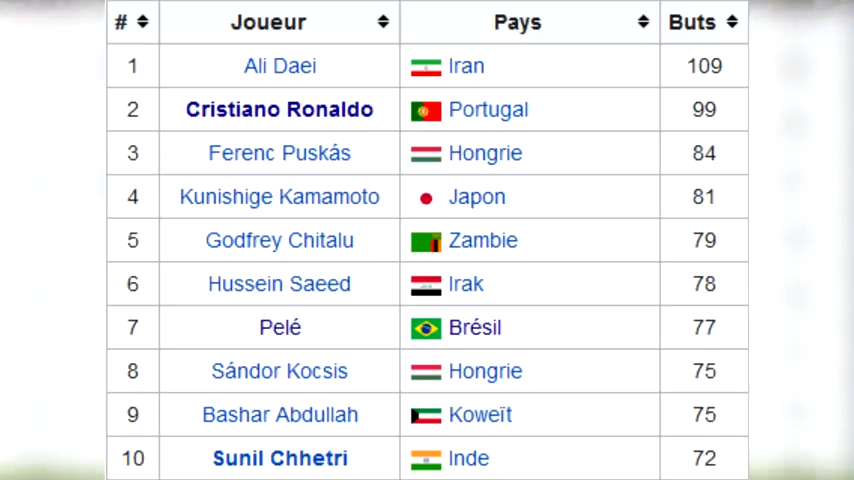 # Joueur Pays Buts
1 Ali Daei Iran 109
2 Cristiano Ronaldo Portugal 99
3 Ferenc Puskás Hongrie 84
4 Kunishige Kamamoto Japon 81
5 Godfrey Chitalu Zambie 79
6 Hussein Saeed Irak 78
7 Pelé Brésil 77
8 Sándor Kocsis Hongrie 75
9 Bashar Abdullah Koweït 75
10 Sunil Chhetri Inde 72